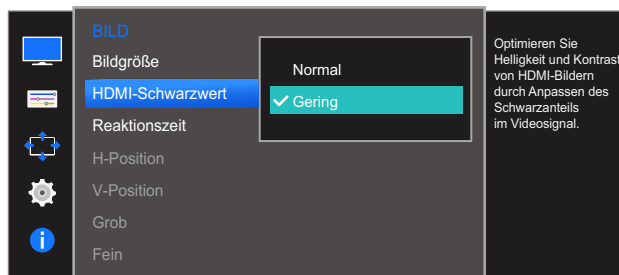 BILD
Bildgröße
HDMI-Schwarzwert
Reaktionszeit
H-Position
V-Position
Grob
Fein
Normal
Gering
Optimieren Sie
Helligkeit und Kontrast
von HDMI-Bildern
durch Anpassen des
Schwarzanteils
im Videosignal.